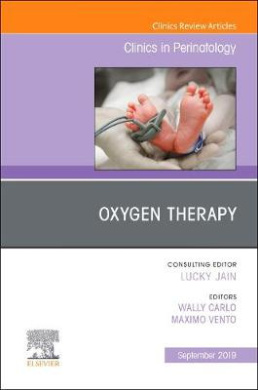 Clinics Review Articles
Clinics in Perinatology
OXYGEN THERAPY
CONSULTING EDITOR
LUCKY JAIN
EDITORS
WALLY CARLO
MAXIMO VENTO
ELSEVIER
September 2019